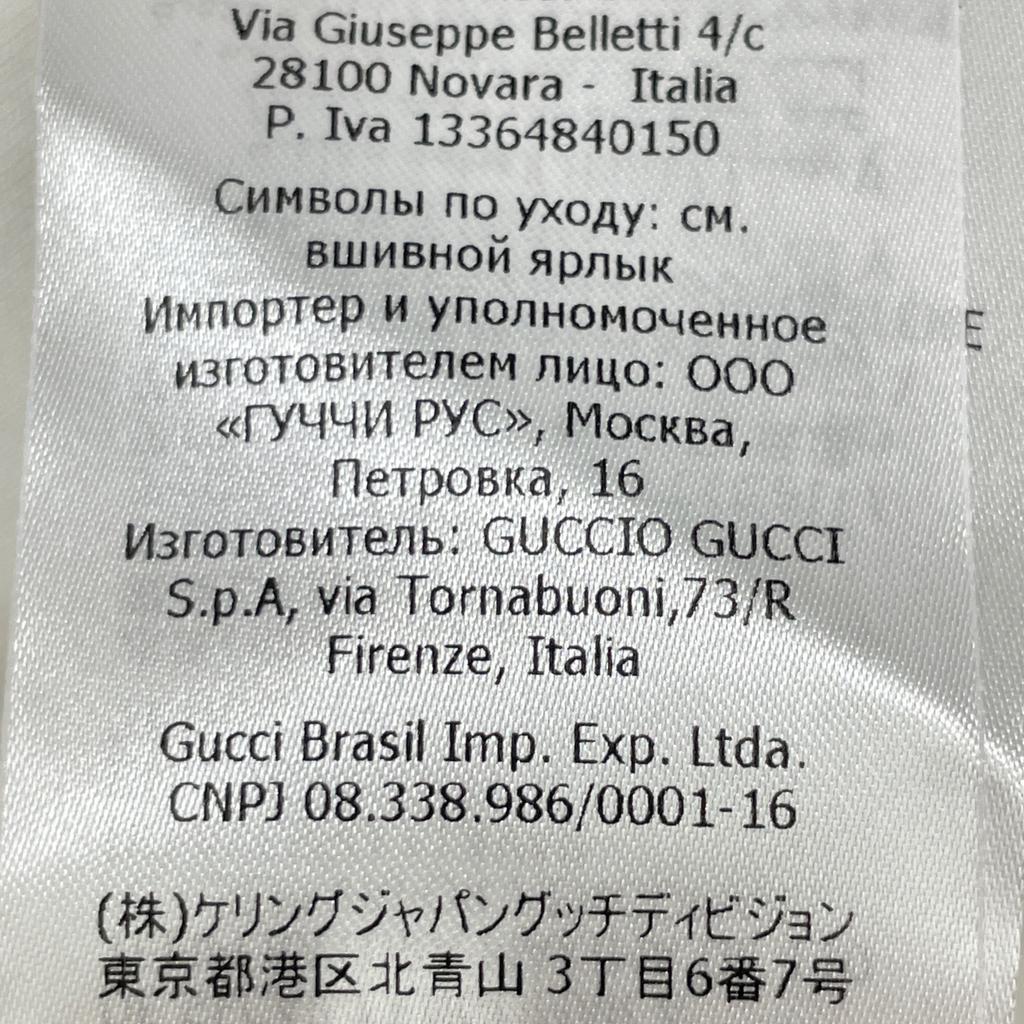 Via Giuseppe Belletti 4/c
28100 Novara - Italia
P. Iva 13364840150
Символы по уходу: см.
вшивной ярлык
Импортер и уполномоченное
изготовителем лицо: ООО
«ГУЧЧИ РУС», Москва,
Петровка, 16
Изготовитель: GUCCIO GUCCI
S.p.A, via Tornabuoni,73/R
Firenze, Italia
Gucci Brasil Imp. Exp. Ltda.
CNPJ 08.338.986/0001-16
(株)ケリングジャパングッチディビジョン
東京都港区北青山 3丁目6番7号
E